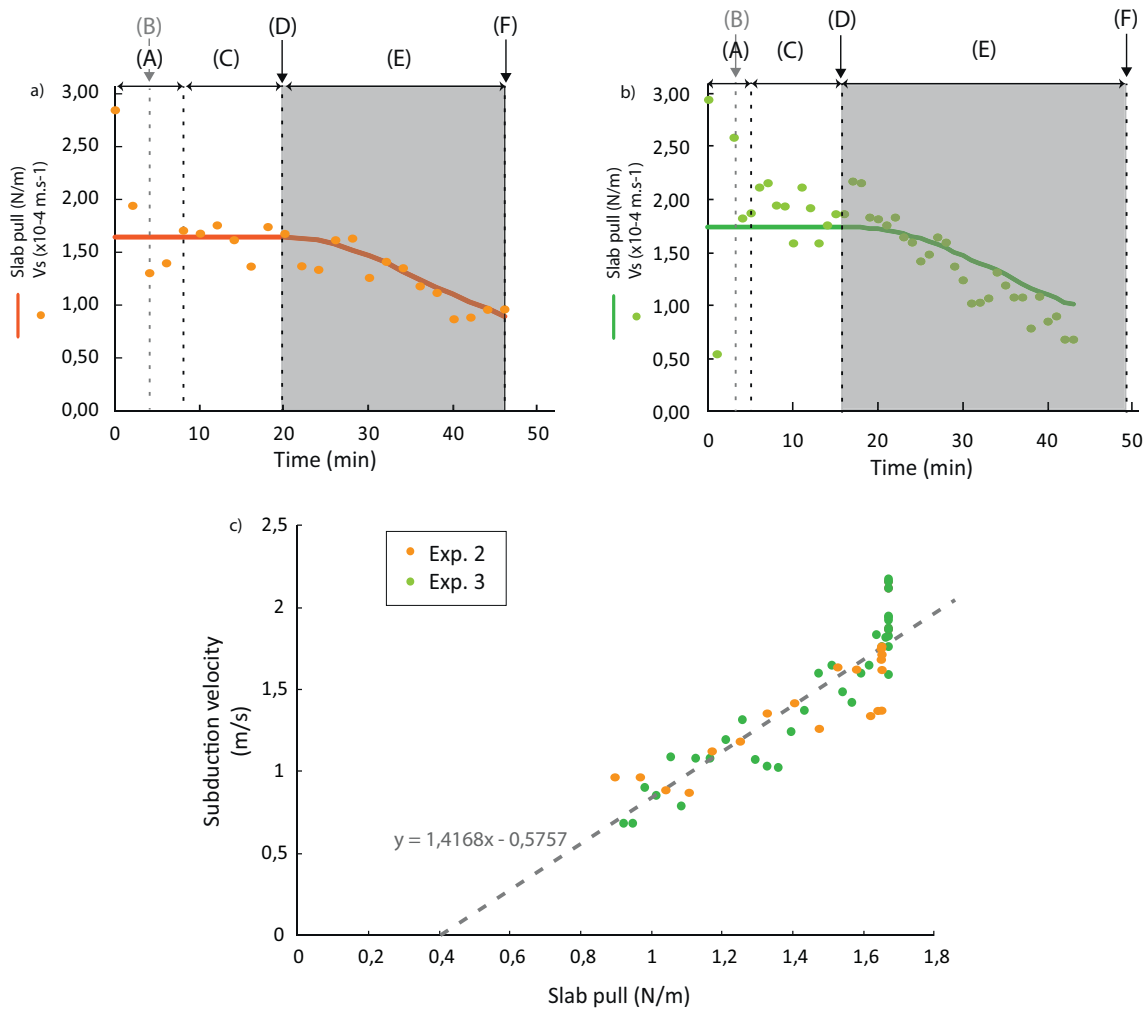 (B)
(D)
(F)
(A)
(C)
(E)
a)
3,00
2,50
2,00
1,50
1,00
0,50
0,00
Slab pull (N/m)
Vs (x10-4 m.s-1)
0
10
20
30
40
50
Time (min)
(B)
(D)
(F)
(A)
(C)
(E)
b)
3,00
2,50
2,00
1,50
1,00
0,50
0,00
Slab pull (N/m)
Vs (x10-4 m.s-1)
0
10
20
30
40
50
Time (min)
c)
2,5
2
1,5
1
0,5
0
Subduction velocity
(m/s)
Exp. 2
Exp. 3
y = 1,4168x - 0,5757
0
0,2
0,4
0,6
0,8
1
1,2
1,4
1,6
1,8
Slab pull (N/m)